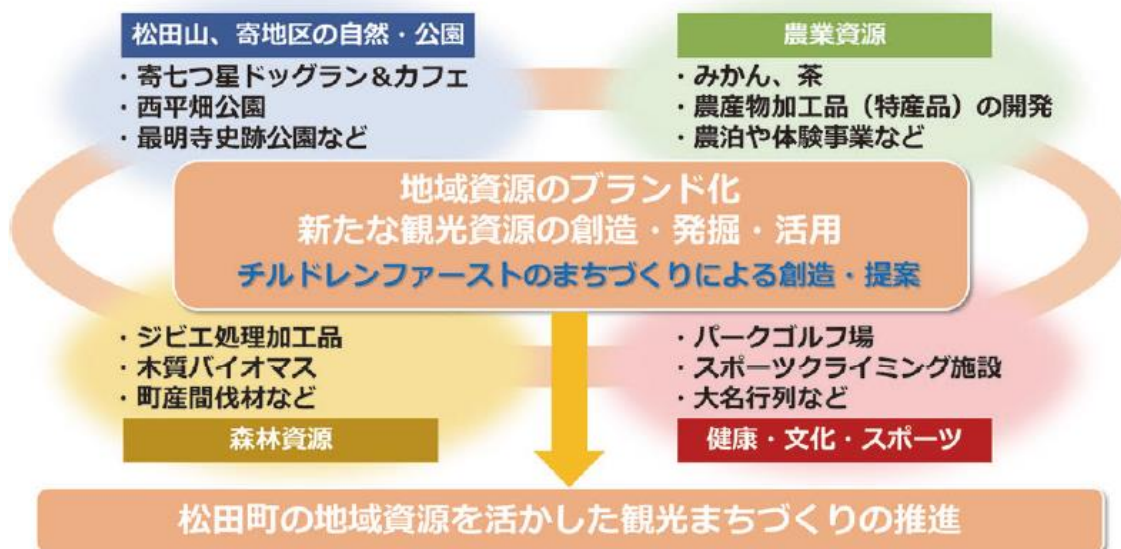 松田山、寄地区の自然・公園
・寄七つ星ドッグラン＆カフェ
・西平畑公園
・最明寺史跡公園など
農業資源
・みかん、茶
・農産物加工品（特産品）の開発
・農泊や体験事業など
地域資源のブランド化
新たな観光資源の創造・発掘・活用
チルドレンファーストのまちづくりによる創造・提案
・ジビエ処理加工品
・木質バイオマス
・町産間伐材など
森林資源
・パークゴルフ場
・スポーツクライミング施設
・大名行列など
健康・文化・スポーツ
松田町の地域資源を活かした観光まちづくりの推進